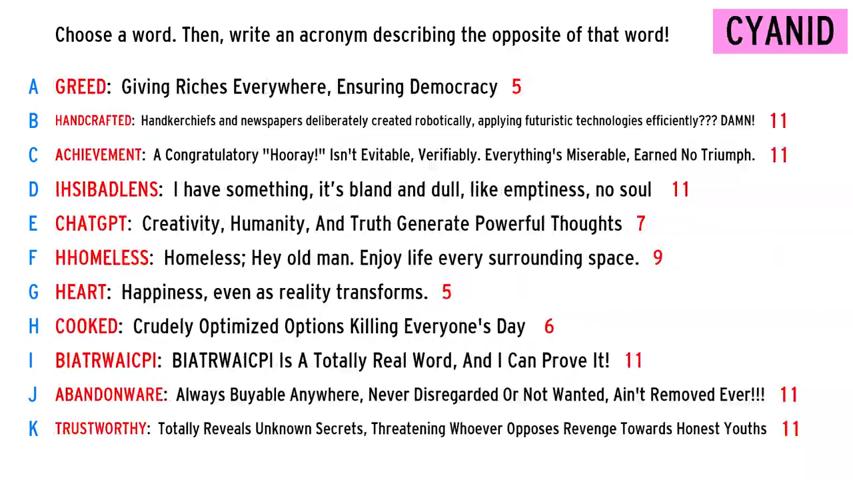 Choose a word. Then, write an acronym describing the opposite of that word!
CYANID
A GREED: Giving Riches Everywhere, Ensuring Democracy 5
B HANDCRAFTED: Handkerchiefs and newspapers deliberately created robotically, applying futuristic technologies efficiently??? DAMN! 11
C ACHIEVEMENT: A Congratulatory "Hooray!" Isn't Evitable, Verifiably. Everything's Miserable, Earned No Triumph. 11
D IHSIBADLENS: I have something, it's bland and dull, like emptiness, no soul 11
E CHATGPT: Creativity, Humanity, And Truth Generate Powerful Thoughts 7
F HHOMELESS: Homeless; Hey old man. Enjoy life every surrounding space. 9
G HEART: Happiness, even as reality transforms. 5
H COOKED: Crudely Optimized Options Killing Everyone's Day 6
I BIATRWAICPI: BIATRWAICPI Is A Totally Real Word, And I Can Prove It! 11
J ABANDONWARE: Always Buyable Anywhere, Never Disregarded Or Not Wanted, Ain't Removed Ever!!! 11
K TRUSTWORTHY: Totally Reveals Unknown Secrets, Threatening Whoever Opposes Revenge Towards Honest Youths 11